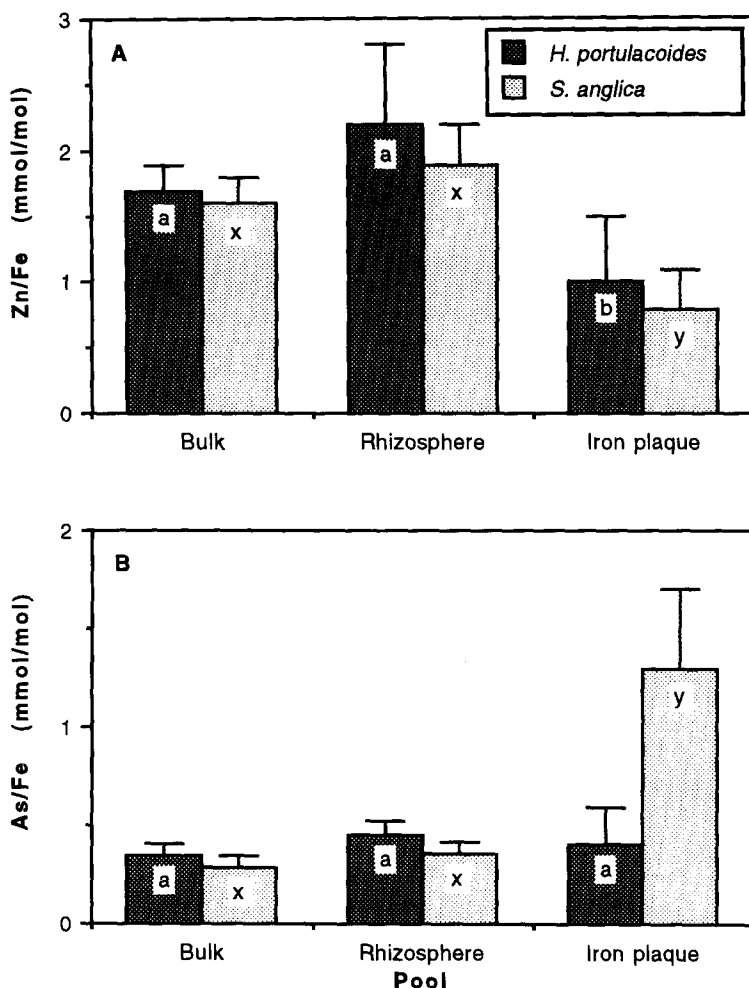 A
H. portulacoides
S. anglica
Zn/Fe (mmol/mol)
3
2
1
0
a
x
a
x
b
y
Bulk
Rhizosphere
Iron plaque
B
As/Fe (mmol/mol)
2
1
0
a
x
a
x
a
y
Bulk
Rhizosphere
Iron plaque
Pool